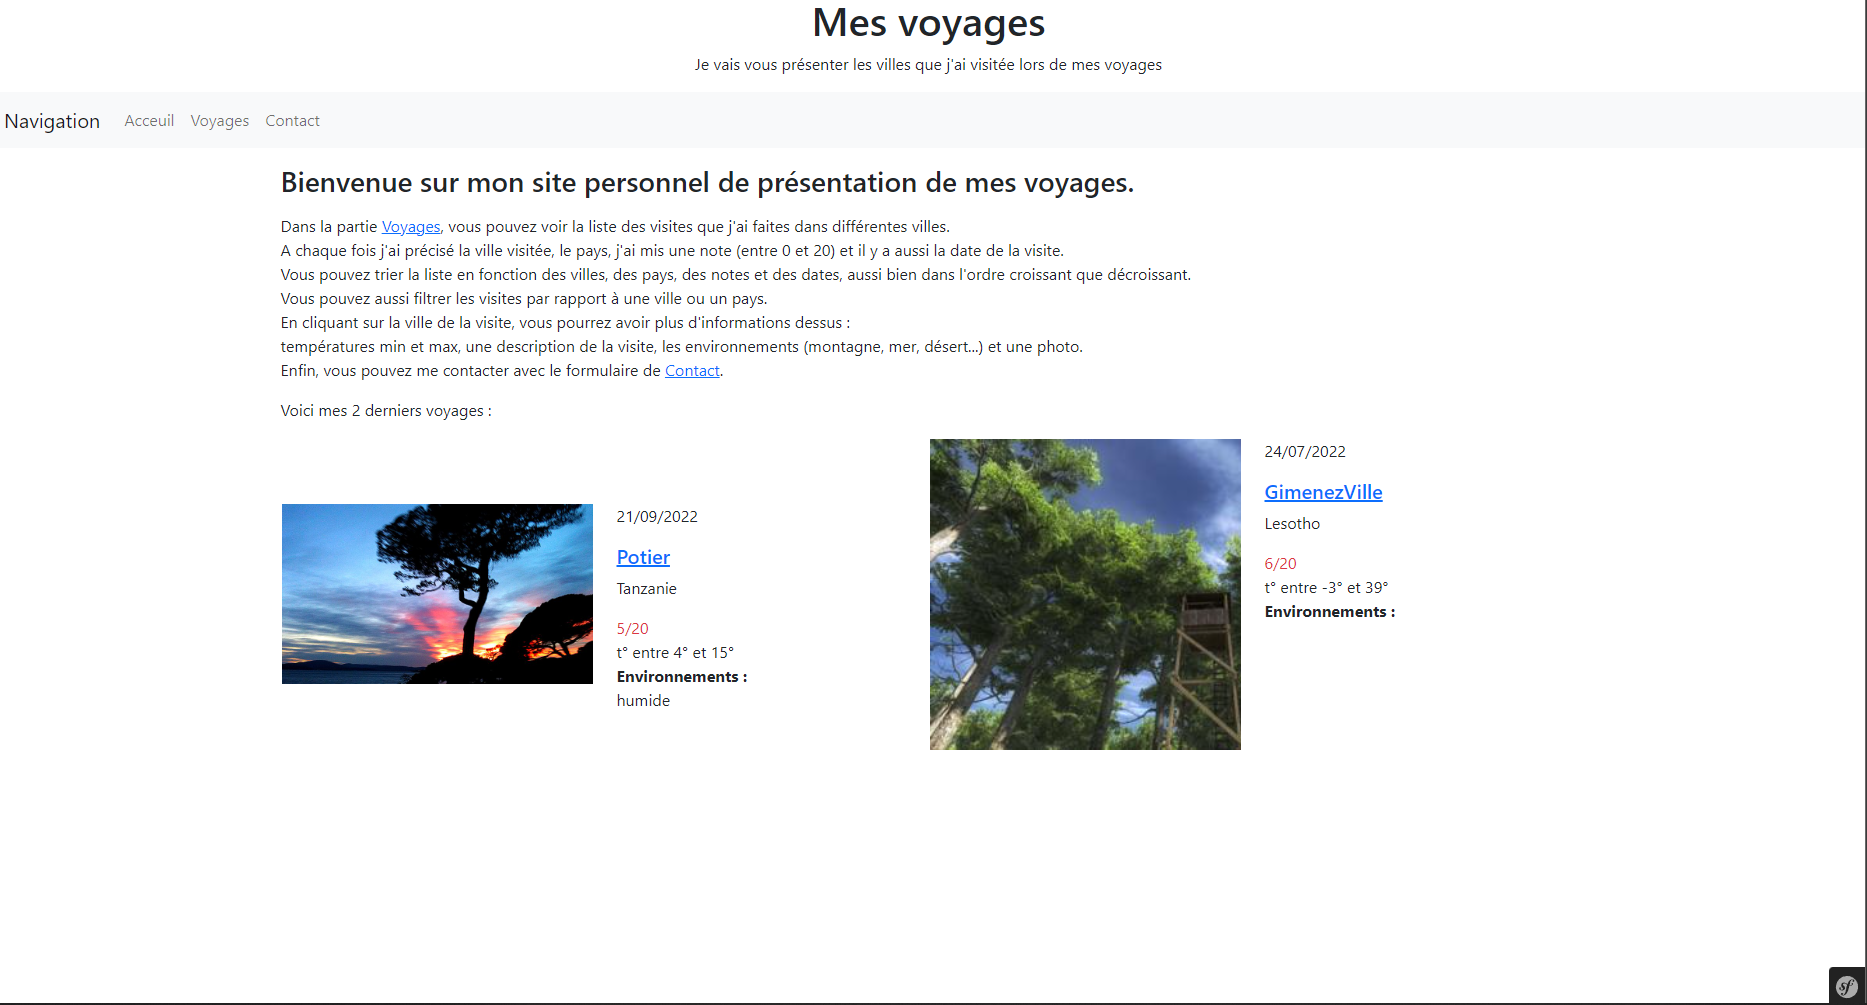 Mes voyages
Je vais vous présenter les villes que j'ai visitée lors de mes voyages
Navigation Acceuil Voyages Contact
Bienvenue sur mon site personnel de présentation de mes voyages.
Dans la partie Voyages, vous pouvez voir la liste des visites que j'ai faites dans différentes villes.
A chaque fois j'ai précisé la ville visitée, le pays, j'ai mis une note (entre 0 et 20) et il y a aussi la date de la visite.
Vous pouvez trier la liste en fonction des villes, des pays, des notes et des dates, aussi bien dans l'ordre croissant que décroissant.
Vous pouvez aussi filtrer les visites par rapport à une ville ou un pays.
En cliquant sur la ville de la visite, vous pourrez avoir plus d'informations dessus :
températures min et max, une description de la visite, les environnements (montagne, mer, désert...) et une photo.
Enfin, vous pouvez me contacter avec le formulaire de Contact.
Voici mes 2 derniers voyages :
21/09/2022
Potier
Tanzanie
5/20
t° entre 4° et 15°
Environnements :
humide
24/07/2022
GimenezVille
Lesotho
6/20
t° entre -3° et 39°
Environnements :
sf